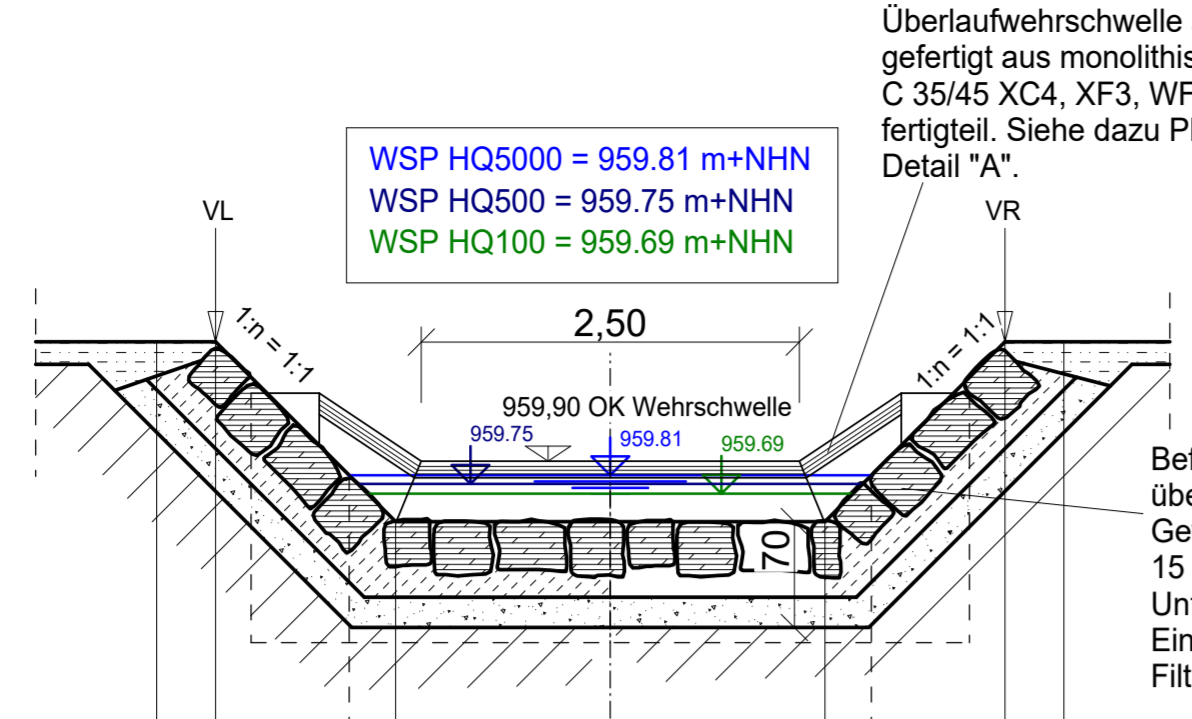 Überlaufwehrschwelle
gefertigt aus monolithis
C 35/45 XC4, XF3, WF
fertigteil. Siehe dazu Pl
Detail "A".
WSP HQ5000 = 959.81 m+NHN
WSP HQ500 = 959.75 m+NHN
WSP HQ100 = 959.69 m+NHN
VL
VR
1:n = 1:1
2,50
1:n = 1:1
959,90 OK Wehrschwelle
959.75
959.81
959.69
70
Bef
übe
Ge
15
Unt
Ein
Filt